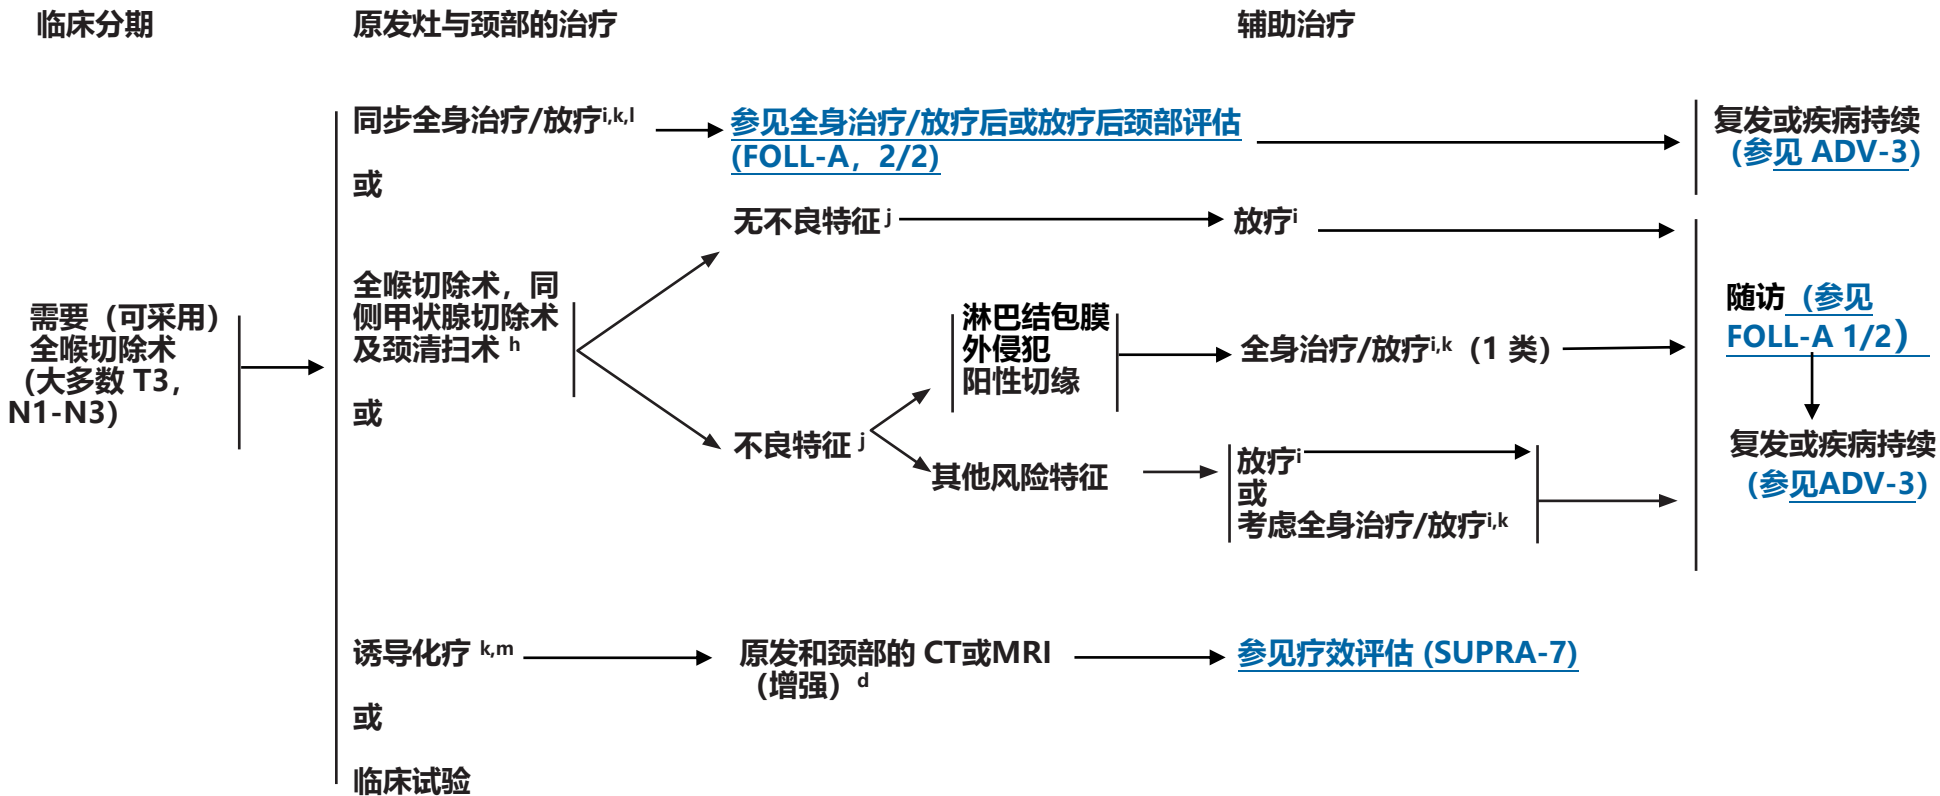 临床分期
原发灶与颈部的治疗
辅助治疗
同步全身治疗/放疗i,k,l
参见全身治疗/放疗后或放疗后颈部评估
(FOLL-A，2/2)
复发或疾病持续
（参见 ADV-3）
或
无不良特征 j
放疗i
需要（可采用）
全喉切除术
（大多数 T3，
N1-N3)
全喉切除术，同
侧甲状腺切除术
及颈清扫术 h
淋巴结包膜
外侵犯
阳性切缘
全身治疗/放疗i,k（1 类）
随访（参见
FOLL-A 1/2）
或
不良特征 j
其他风险特征
放疗i
或
考虑全身治疗/放疗i,k
复发或疾病持续
（参见ADV-3）
诱导化疗 k,m
原发和颈部的 CT或MRI
（增强）d
参见疗效评估 (SUPRA-7)
或
临床试验